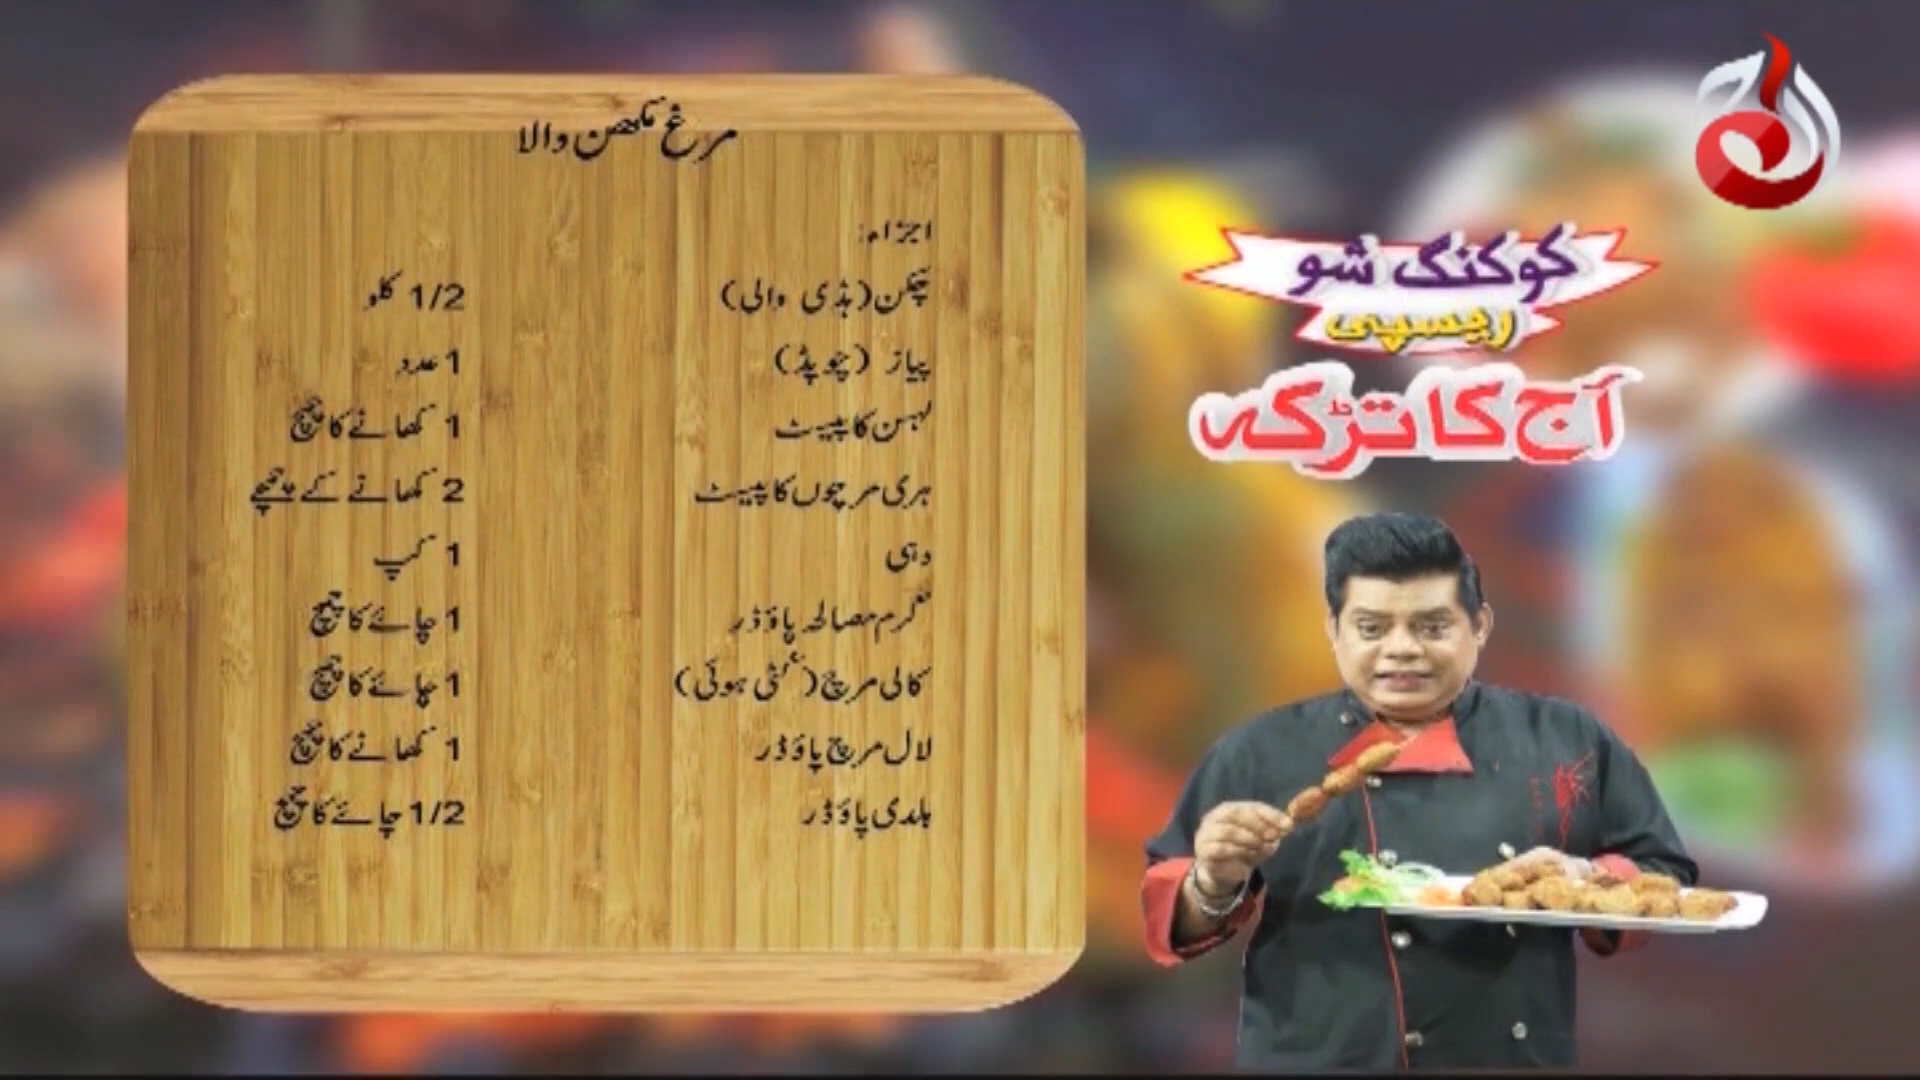 مرغ مکھن والا
اجزاء:
چکن (ہڈی والی) 1/2 کلو
پیاز (چوپڈ) 1 عدد
لہسن کا پیسٹ 1 کھانے کا چمچ
ہری مرچوں کا پیسٹ 2 کھانے کے چمچے
دہی 1 کپ
گرم مصالحہ پاؤڈر 1 چائے کا چمچ
کالی مرچ (کُٹی ہوئی) 1 چائے کا چمچ
لال مرچ پاؤڈر 1 کھانے کا چمچ
ہلدی پاؤڈر 1/2 چائے کا چمچ
آج
کوکنگ شو
ریسپی
آج کا تڑکہ